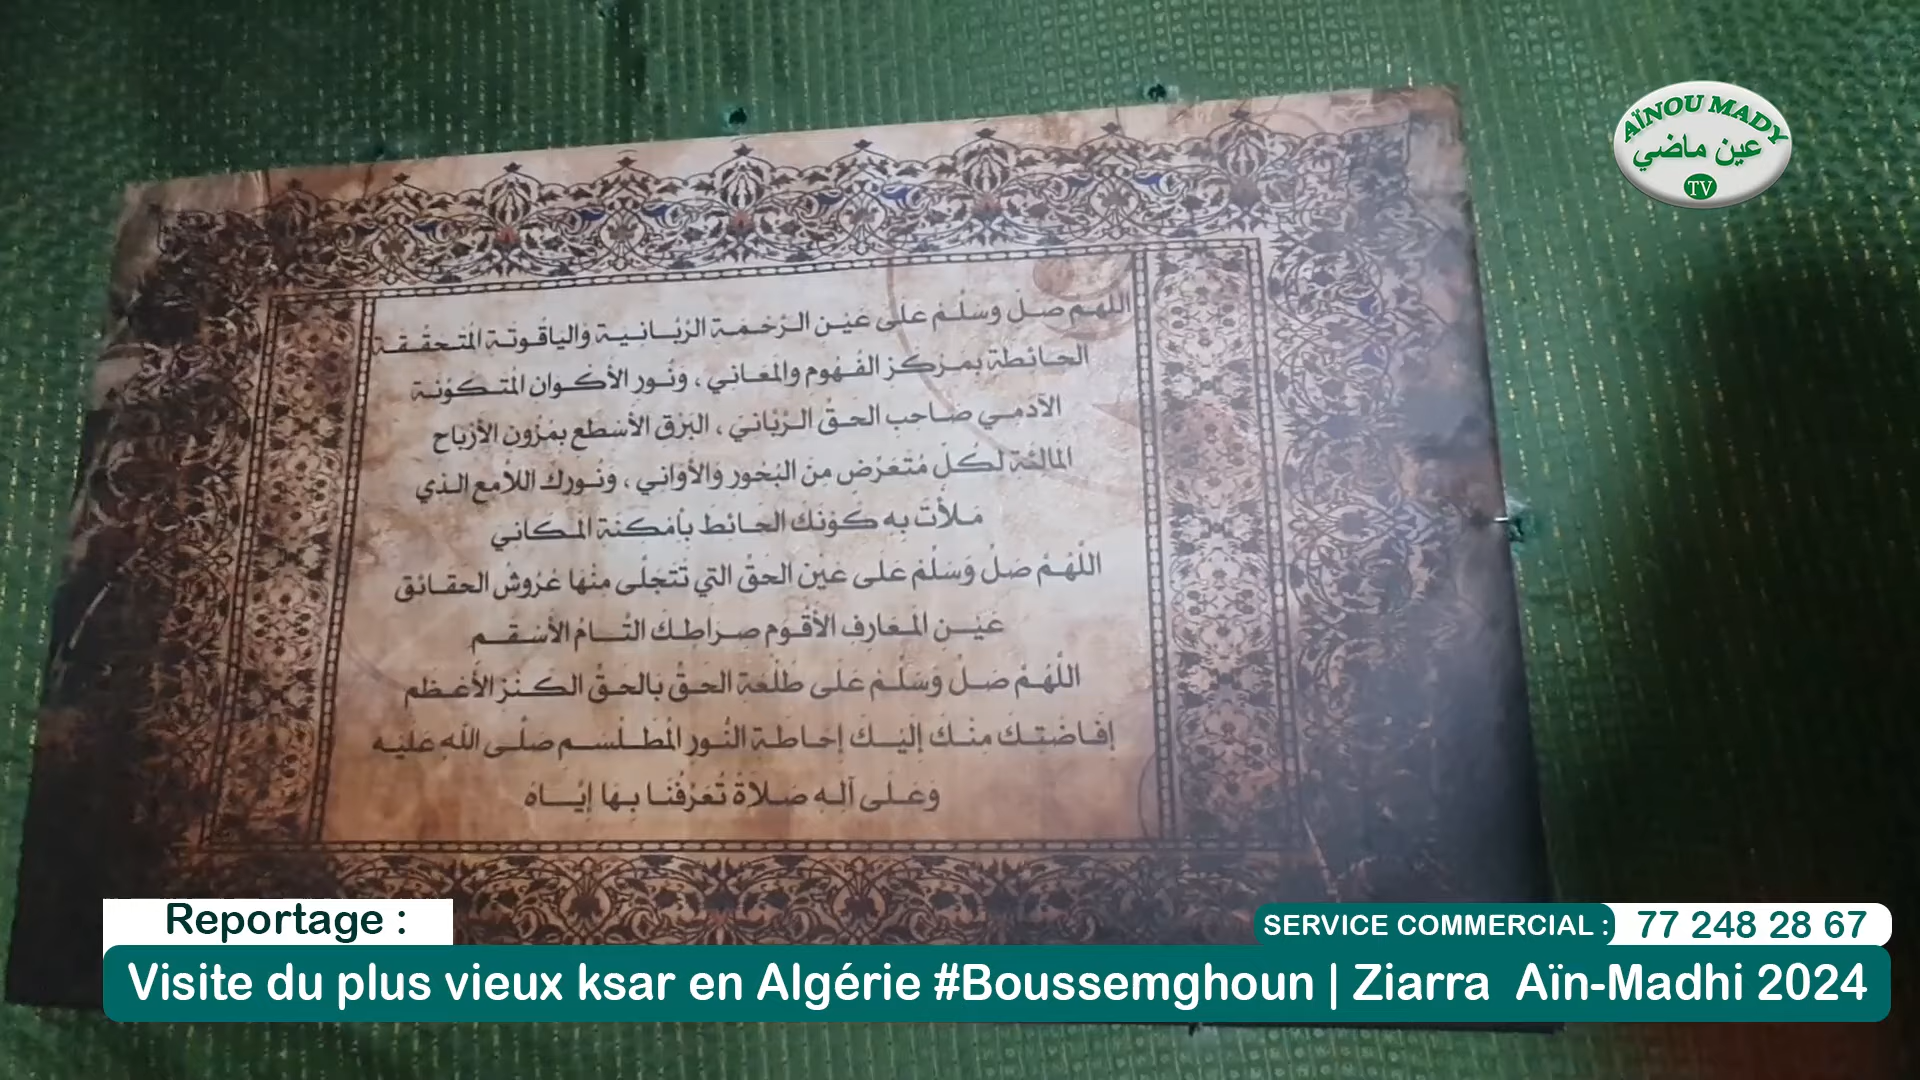 AÏNOU MADY
عين ماضي
TV
اللهم صل وسلم على عين الرحمة الربانية والياقوتة المتحققة
الحائطة بمركز الفهوم والمعاني ، ونور الأكوان المتكونة
الآدمي صاحب الحق الرباني ، البرق الأسطع بمزون الأرباح
المالئة لكل متعرض من البحور والأواني ، ونورك اللامع الذي
ملأت به كونك الحائط بأمكنة المكاني
اللهم صل وسلم على عين الحق التي تتجلى منها عروش الحقائق
عين المعارف الأقوم صراطك التام الأسقم
اللهم صل وسلم على طلعة الحق بالحق الكنز الأعظم
إفاضتك منك إليك إحاطة النور المطلسم صلى الله عليه
وعلى آله صلاة تعرفنا بها إياه
Reportage :
SERVICE COMMERCIAL : 77 248 28 67
Visite du plus vieux ksar en Algérie #Boussemghoun | Ziarra Aïn-Madhi 2024